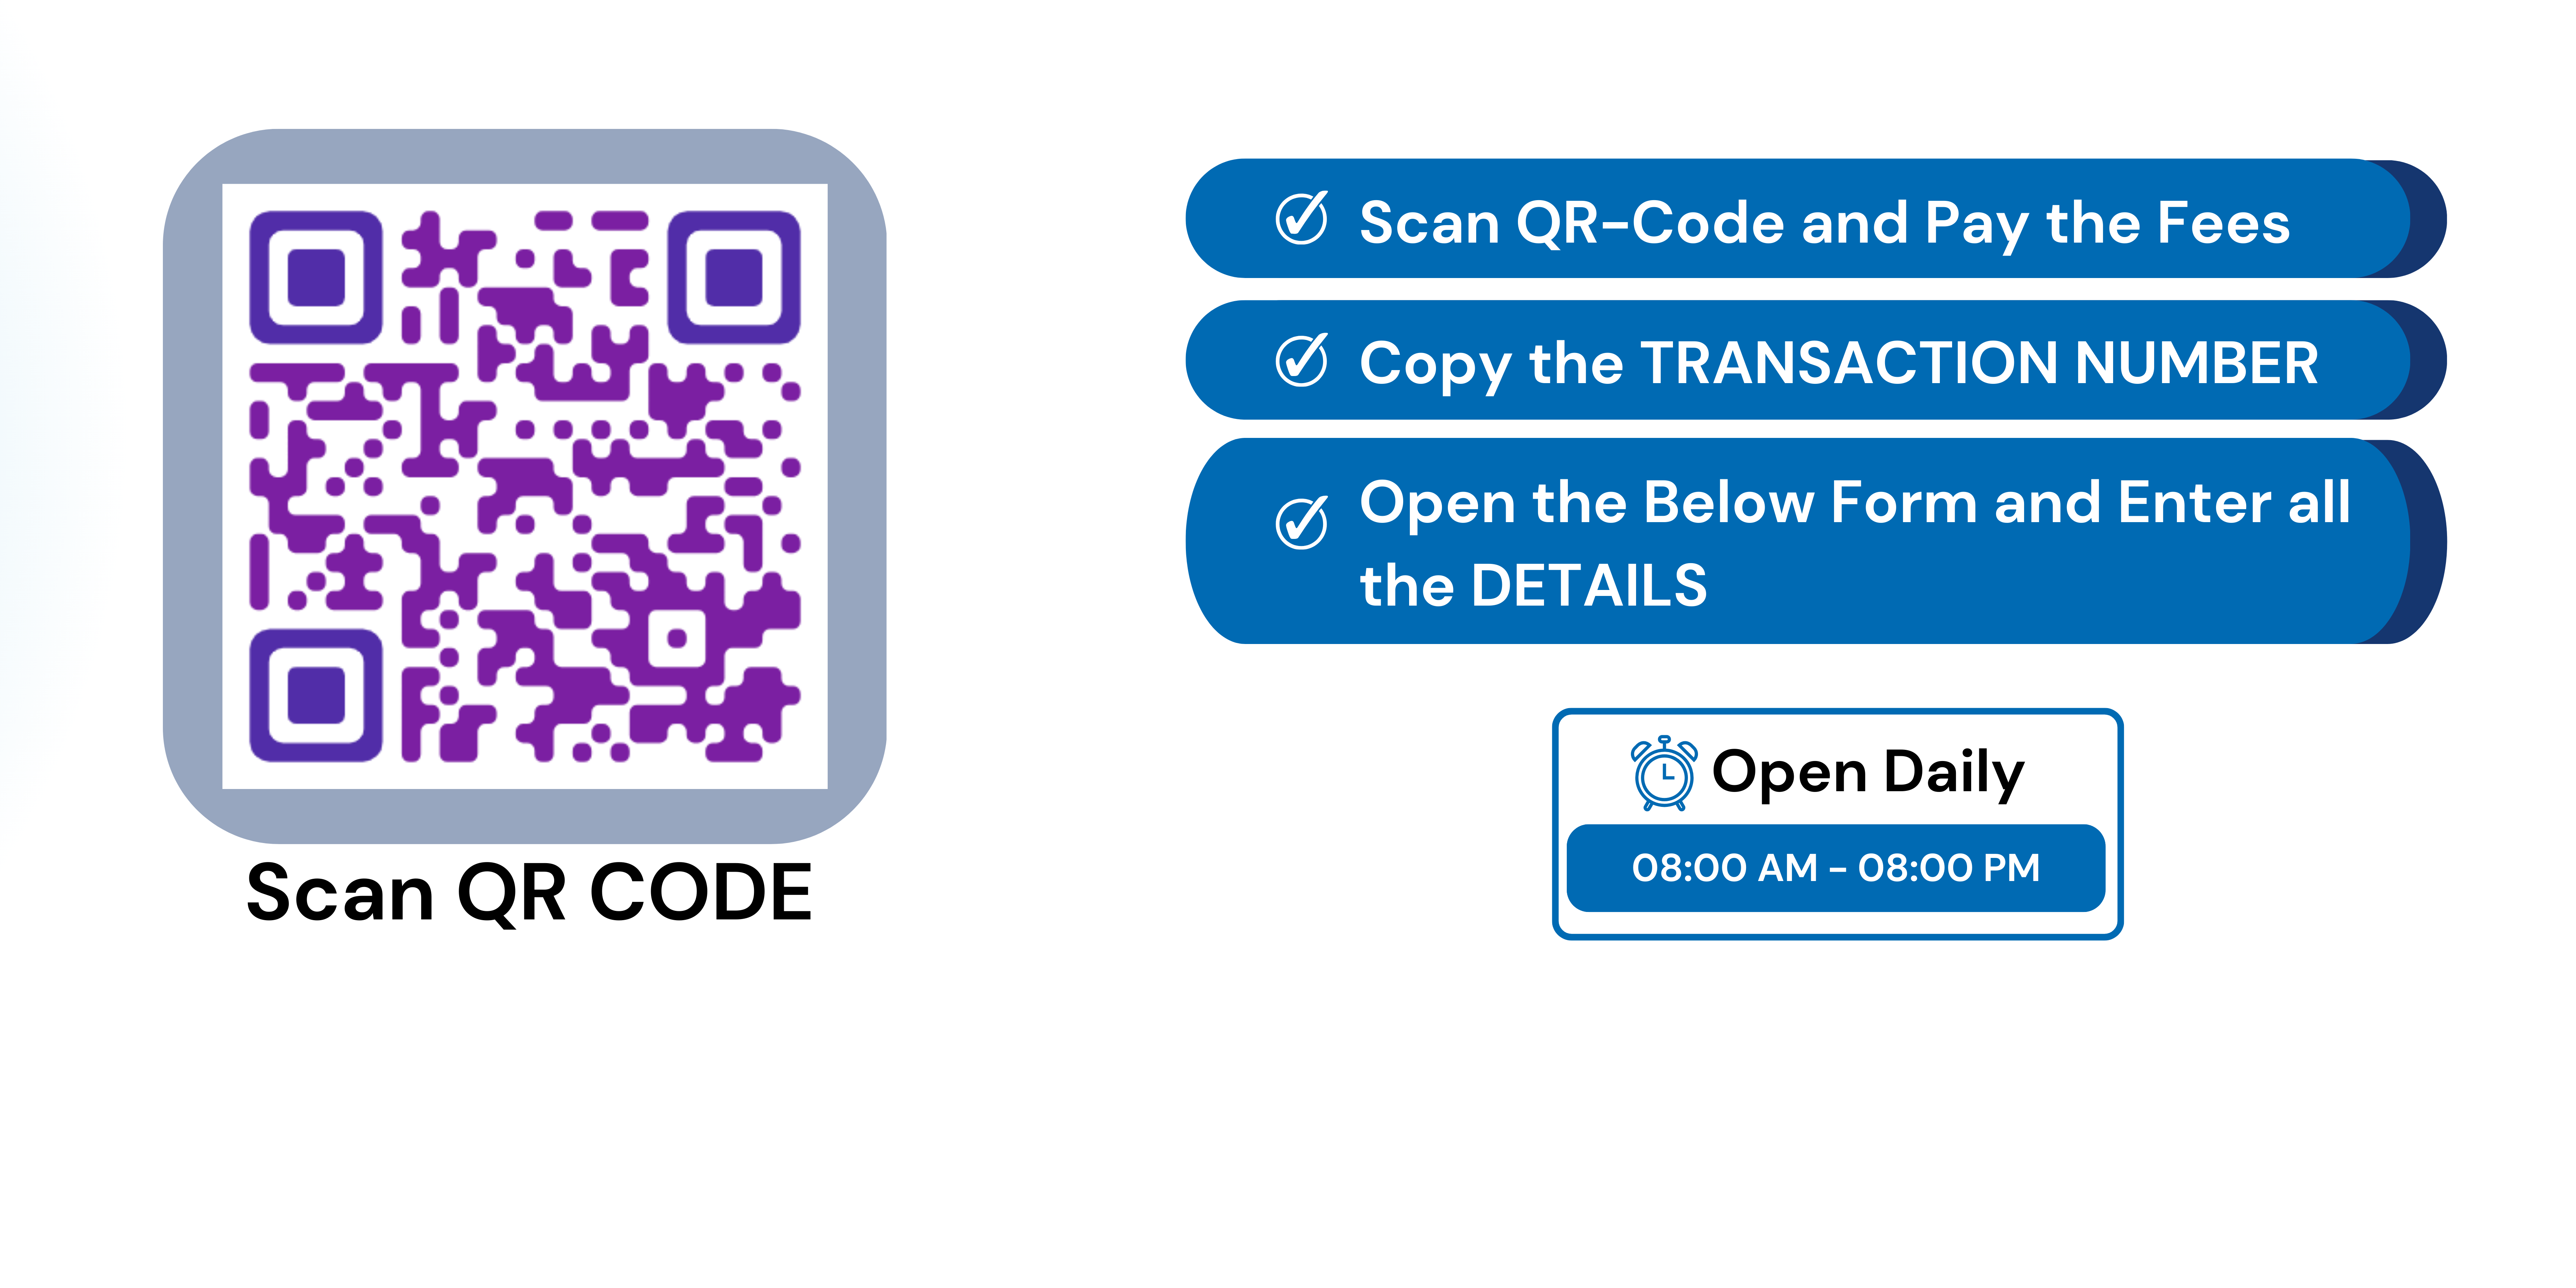 Scan QR-Code and Pay the Fees
Copy the TRANSACTION NUMBER
Open the Below Form and Enter all
the DETAILS
Open Daily
08:00 AM - 08:00 PM
Scan QR CODE